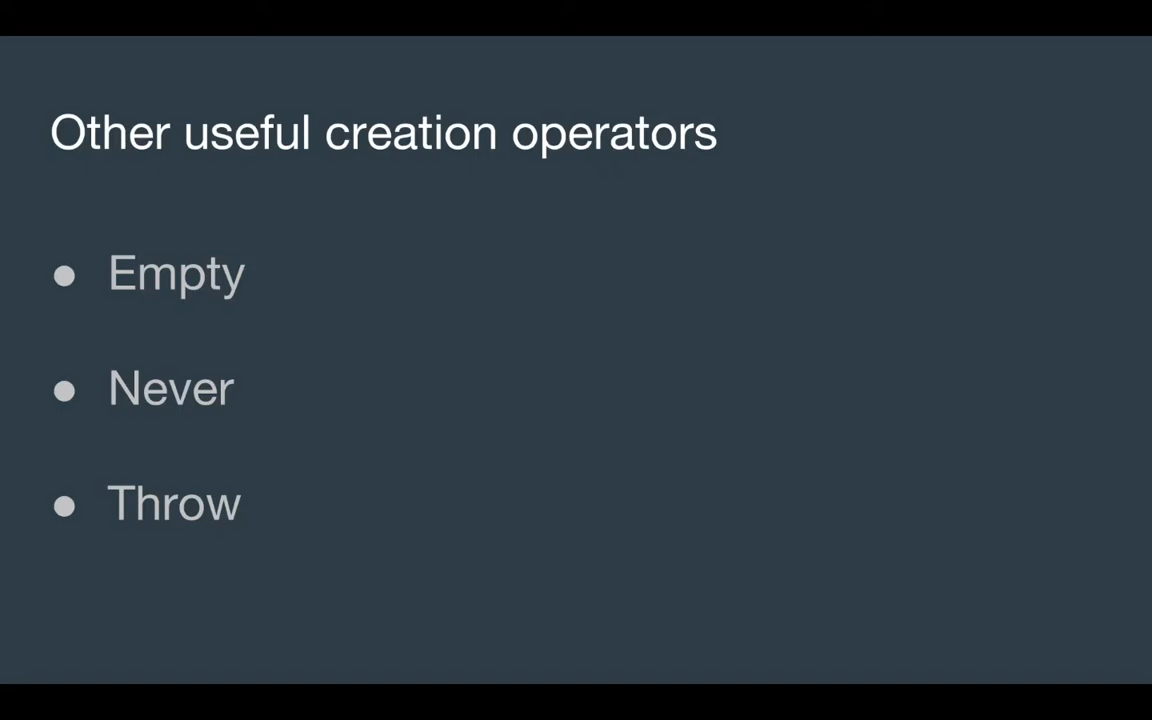 Other useful creation operators
● Empty
● Never
● Throw